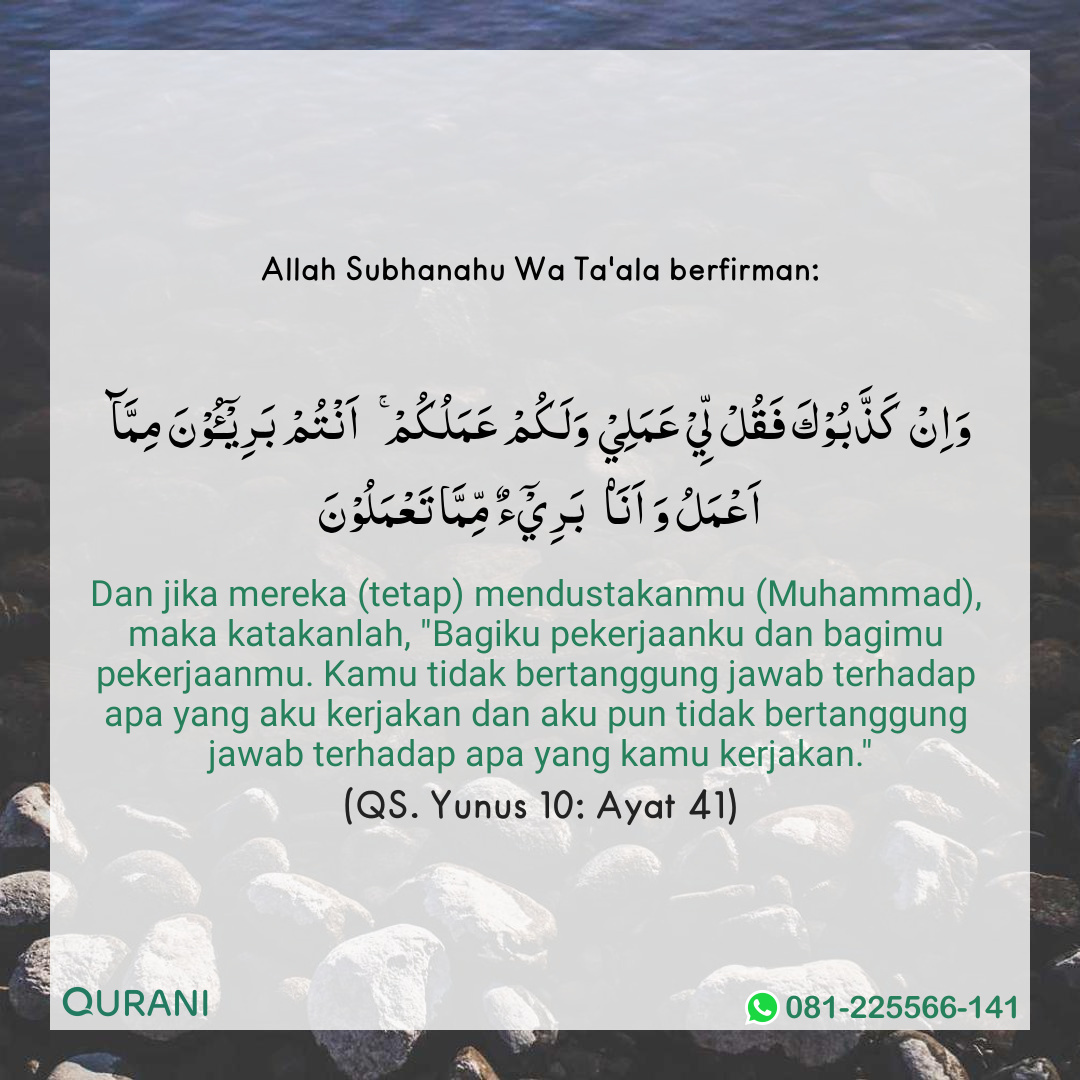 Allah Subhanahu Wa Ta'ala berfirman:
وَاِنْ كَذَّبُوْكَ فَقُلْ لِّيْ عَمَلِيْ وَلَكُمْ عَمَلُكُمْ ۚ اَنْتُمْ بَرِيْۤـُٔوْنَ مِمَّاۤ
اَعْمَلُ وَ اَنَاۡ بَرِيْۤءٌ مِّمَّا تَعْمَلُوْنَ
Dan jika mereka (tetap) mendustakanmu (Muhammad),
maka katakanlah, "Bagiku pekerjaanku dan bagimu
pekerjaanmu. Kamu tidak bertanggung jawab terhadap
apa yang aku kerjakan dan aku pun tidak bertanggung
jawab terhadap apa yang kamu kerjakan."
(QS. Yunus 10: Ayat 41)
QURANI
081-225566-141